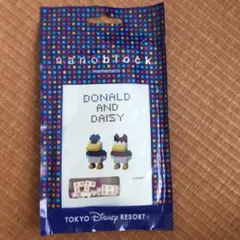 nanoblock
DONALD
AND
DAISY
TOKYO Disney RESORT